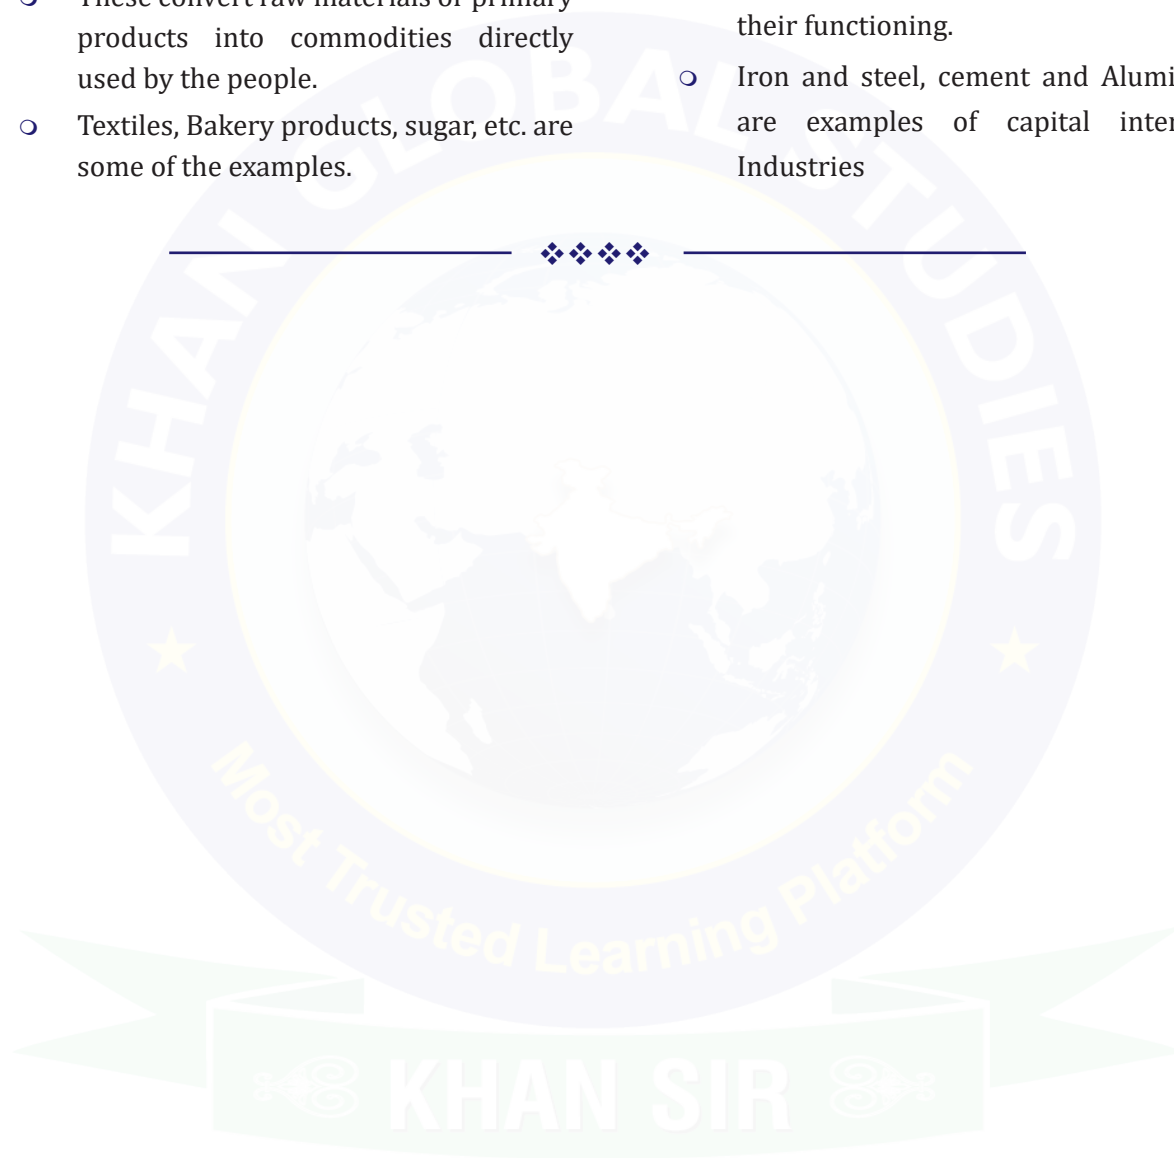 These convert raw materials or primary
products into commodities directly
used by the people.
Textiles, Bakery products, sugar, etc. are
some of the examples.
their functioning.
Iron and steel, cement and Alumi
are examples of capital inter
Industries
KHAN GLOBAL STUDIES
Most Trusted Learning Platform
KHAN SIR